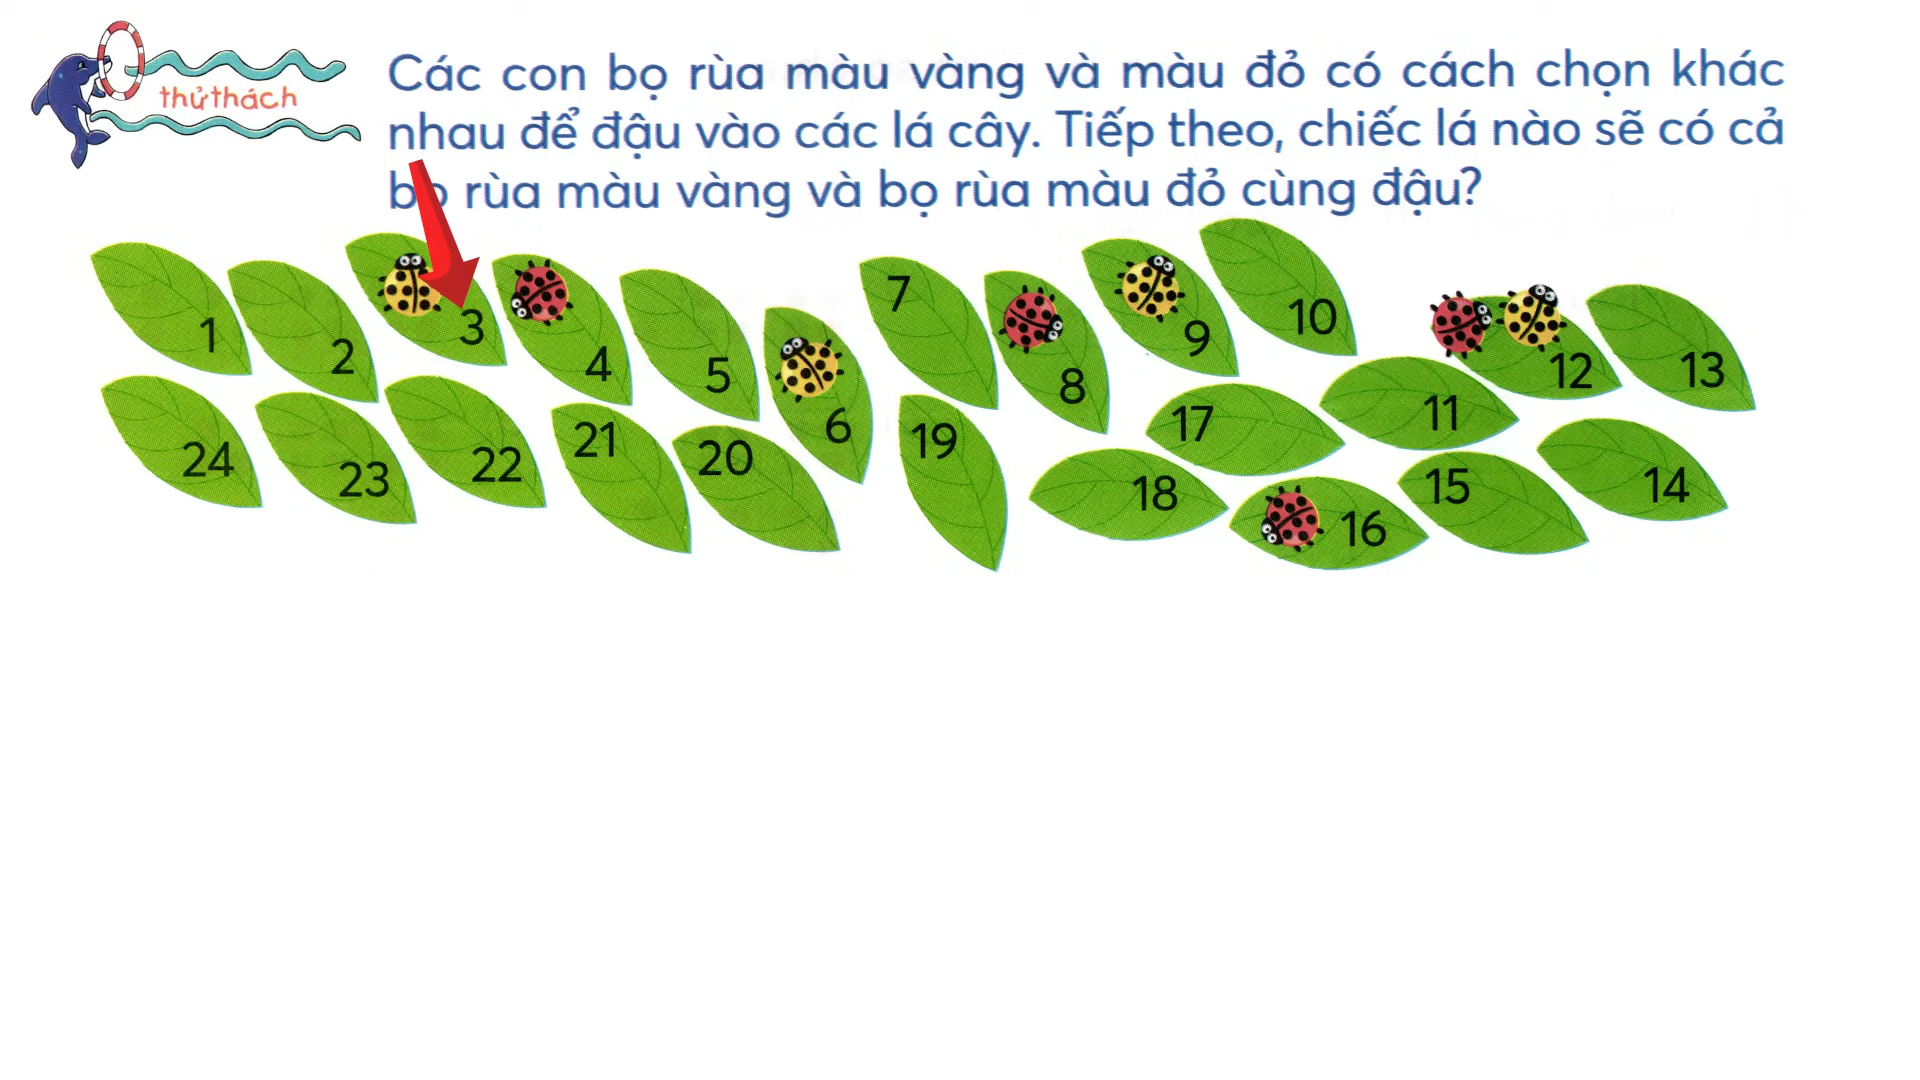 thử thách
Các con bọ rùa màu vàng và màu đỏ có cách chọn khác
nhau để đậu vào các lá cây. Tiếp theo, chiếc lá nào sẽ có cả
bọ rùa màu vàng và bọ rùa màu đỏ cùng đậu?
1 2 3 4 5 6 7 8 9 10 11 12 13
24 23 22 21 20 19 18 17 16 15 14